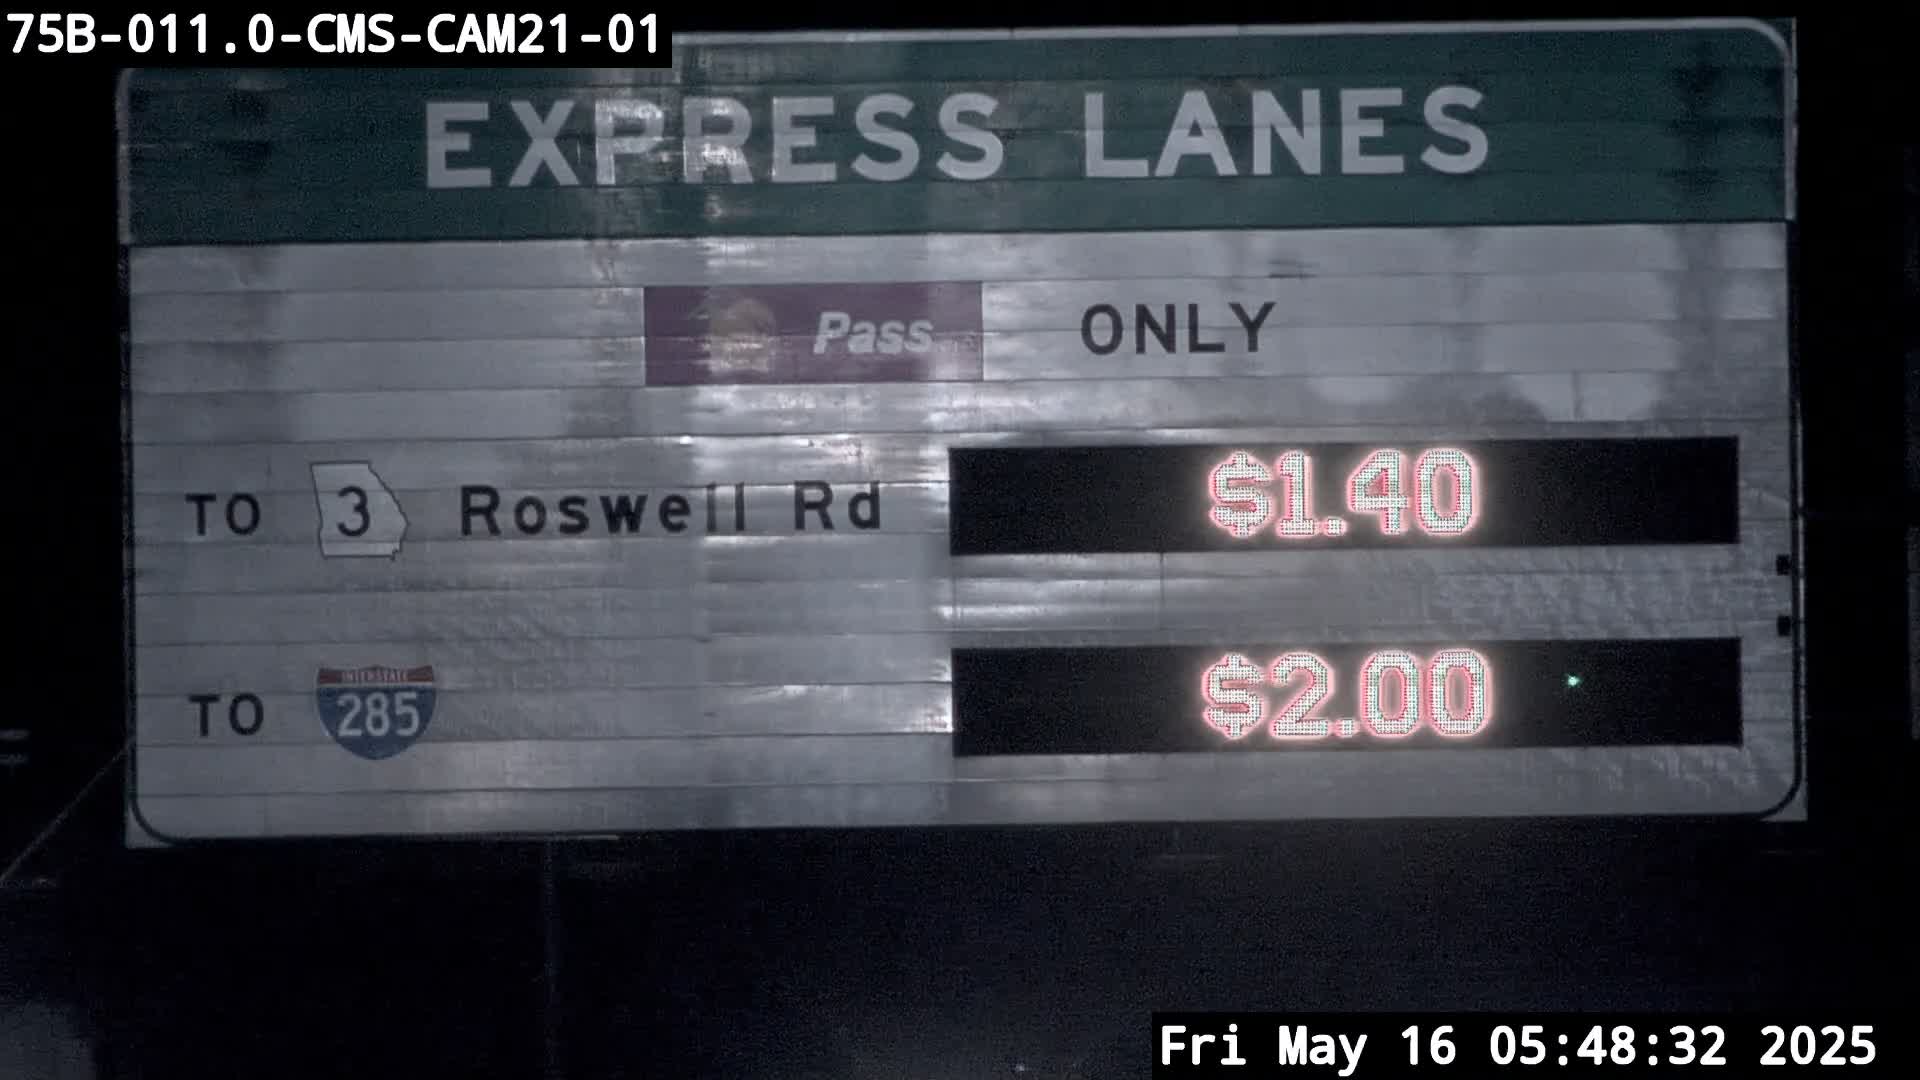 75B-011.0-CMS-CAM21-01
EXPRESS LANES
Pass ONLY
TO 3 Roswell Rd $1.40
INTERSTATE
TO 285 $2.00
Fri May 16 05:48:32 2025